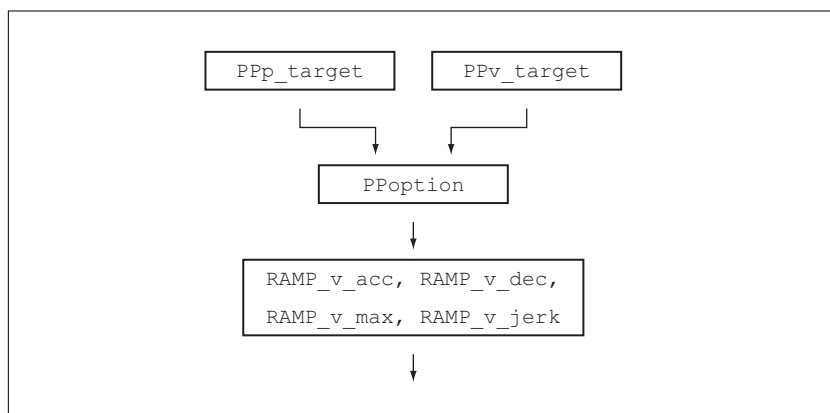 PPp_target
PPv_target
PPoption
RAMP_v_acc, RAMP_v_dec,
RAMP_v_max, RAMP_v_jerk